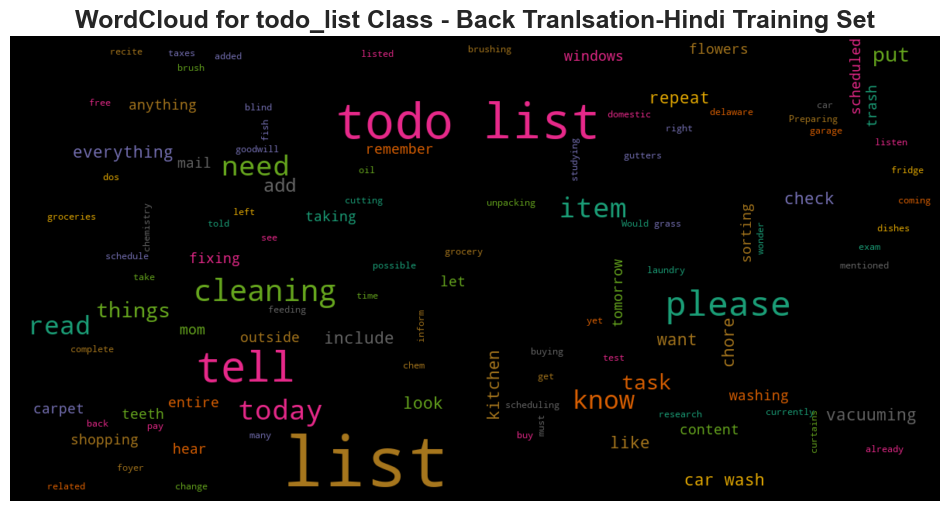 WordCloud for todo_list Class - Back Tranlsation-Hindi Training Set
recite
taxes
added
brush
listed
brushing
windows
flowers
scheduled
put
free
anything
blind
fish
todo list
domestic
repeat
delaware
car
Preparing
garage
trash
right
listen
everything
mail
goodwill
need
add
remember
studying
gutters
fridge
dos
oil
groceries
chemistry
left
told
taking
cutting
unpacking
item
Would
grass
sorting
wonder
check
coming
dishes
exam
schedule
see
fixing
grocery
possible
let
tomorrow
laundry
mentioned
take
cleaning
time
feeding
please
things
read
mom
outside
include
inform
yet
want
chore
complete
tell
chem
kitchen
buying
test
get
task
carpet
teeth
entire
today
look
scheduling
know
washing
back
pay
research
currently
vacuuming
shopping
hear
many
list
buy
must
like
content
curtains
already
foyer
related
change
car wash